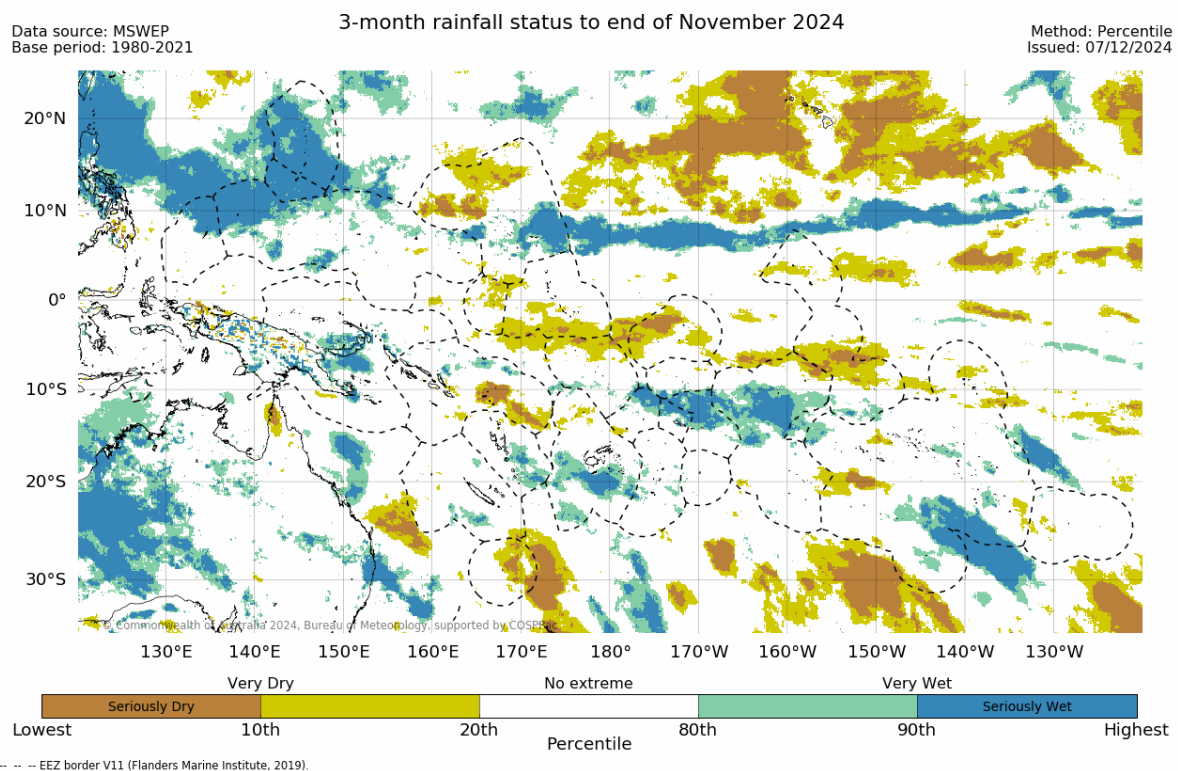 3-month rainfall status to end of November 2024
Data source: MSWEP
Base period: 1980-2021
Method: Percentile
Issued: 07/12/2024
20°N
10°N
0°
10°S
20°S
30°S
© Commonwealth of Australia 2024, Bureau of Meteorology, supported by COSPPac
130°E 140°E 150°E 160°E 170°E 180° 170°W 160°W 150°W 140°W 130°W
Very Dry No extreme Very Wet
Seriously Dry Seriously Wet
Lowest 10th 20th 80th 90th Highest
Percentile
-- -- -- EEZ border V11 (Flanders Marine Institute, 2019).